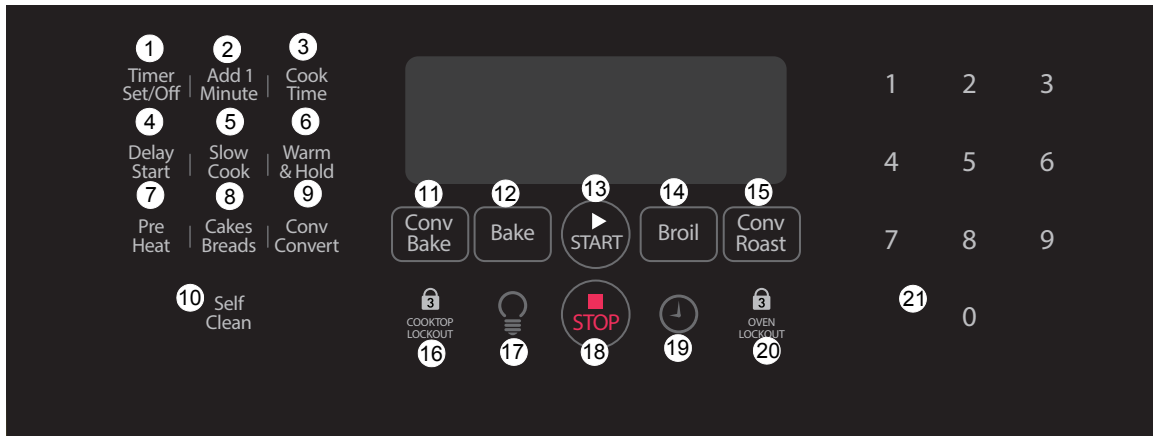 1 2 3
Timer Set/Off
Add 1 Minute
Cook Time
4 5 6
Delay Start
Slow Cook
Warm & Hold
7 8 9
Pre Heat
Cakes Breads
Conv Convert
10
Self Clean
11 12 13 14 15
Conv Bake
Bake
START
Broil
Conv Roast
3
COOKTOP LOCKOUT
STOP
3
OVEN LOCKOUT
16 17 18 19 20
1 2 3
4 5 6
7 8 9
21
0